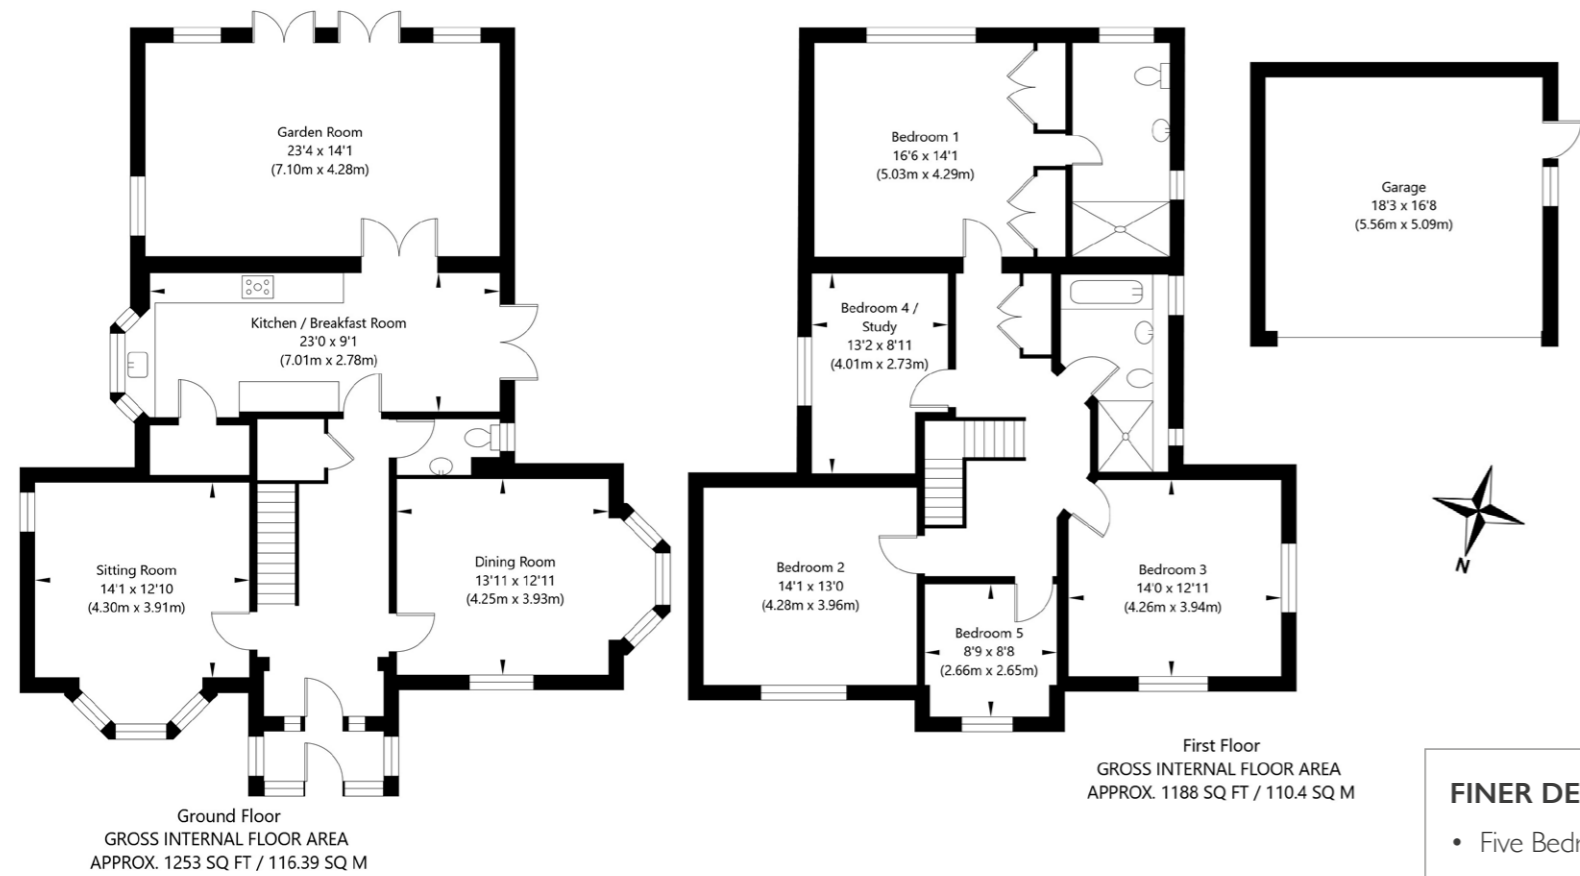 Garden Room
23'4 x 14'1
(7.10m x 4.28m)
Kitchen / Breakfast Room
23'0 x 9'1
(7.01m x 2.78m)
Sitting Room
14'1 x 12'10
(4.30m x 3.91m)
Dining Room
13'11 x 12'11
(4.25m x 3.93m)
Ground Floor
GROSS INTERNAL FLOOR AREA
APPROX. 1253 SQ FT / 116.39 SQ M
Bedroom 1
16'6 x 14'1
(5.03m x 4.29m)
Bedroom 4 /
Study
13'2 x 8'11
(4.01m x 2.73m)
Bedroom 2
14'1 x 13'0
(4.28m x 3.96m)
Bedroom 5
8'9 x 8'8
(2.66m x 2.65m)
Bedroom 3
14'0 x 12'11
(4.26m x 3.94m)
First Floor
GROSS INTERNAL FLOOR AREA
APPROX. 1188 SQ FT / 110.4 SQ M
Garage
18'3 x 16'8
(5.56m x 5.09m)
N
FINER DE
• Five Bedr